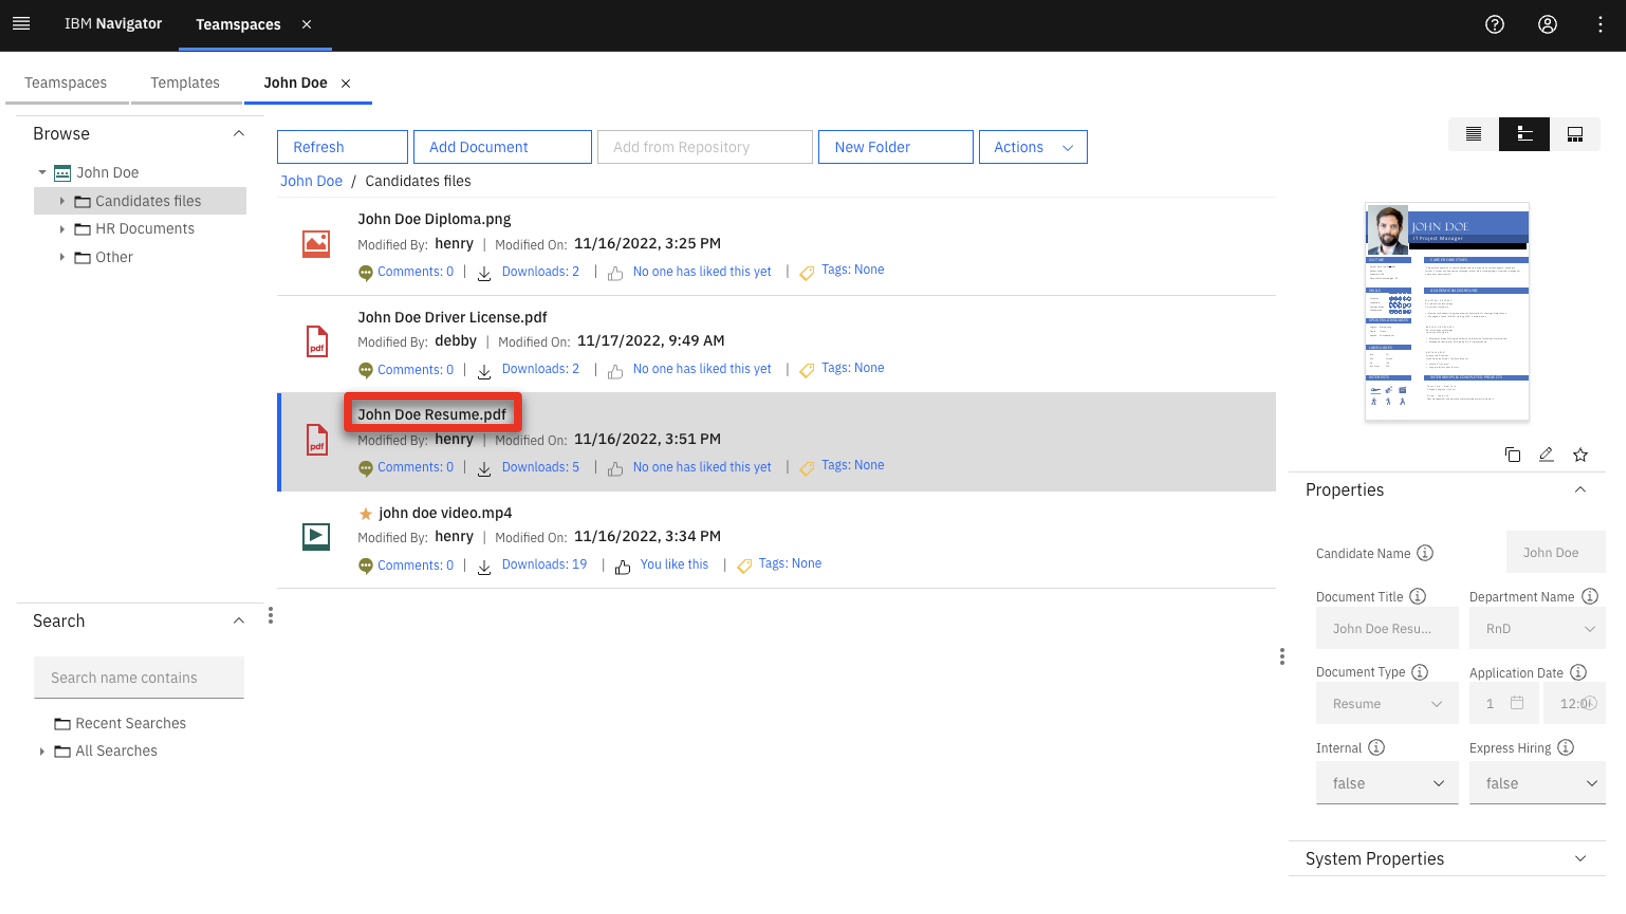 IBM Navigator
Teamspaces
Teamspaces
Templates
John Doe
Browse
John Doe
Candidates files
HR Documents
Other
Refresh
Add Document
Add from Repository
New Folder
Actions
John Doe / Candidates files
John Doe Diploma.png
Modified By: henry | Modified On: 11/16/2022, 3:25 PM
Comments: 0 | Downloads: 2 | No one has liked this yet | Tags: None
John Doe Driver License.pdf
pdf
Modified By: debby | Modified On: 11/17/2022, 9:49 AM
Comments: 0 | Downloads: 2 | No one has liked this yet | Tags: None
John Doe Resume.pdf
pdf
Modified By: henry | Modified On: 11/16/2022, 3:51 PM
Comments: 0 | Downloads: 5 | No one has liked this yet | Tags: None
john doe video.mp4
Modified By: henry | Modified On: 11/16/2022, 3:34 PM
Comments: 0 | Downloads: 19 | You like this | Tags: None
Search
Search name contains
Recent Searches
All Searches
JOHN DOE
IT Project Manager
Properties
Candidate Name
John Doe
Document Title
Department Name
John Doe Resu...
RnD
Document Type
Application Date
Resume
1
Internal
Express Hiring
false
false
System Properties